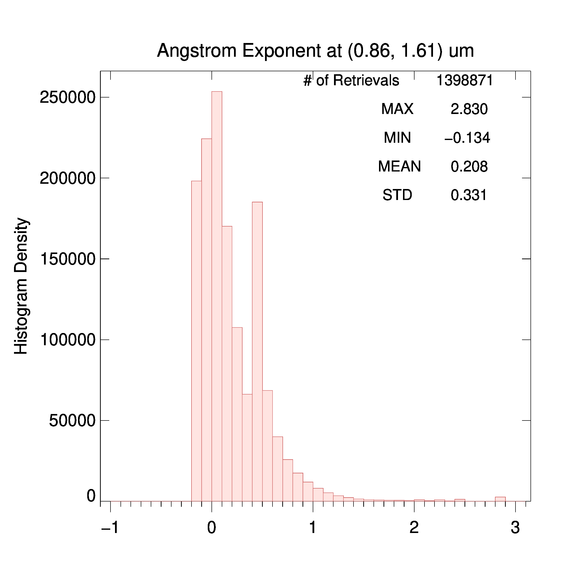 Angstrom Exponent at (0.86, 1.61) um
# of Retrievals 1398871
MAX 2.830
MIN −0.134
MEAN 0.208
STD 0.331
Histogram Density
250000
200000
150000
100000
50000
0
−1 0 1 2 3